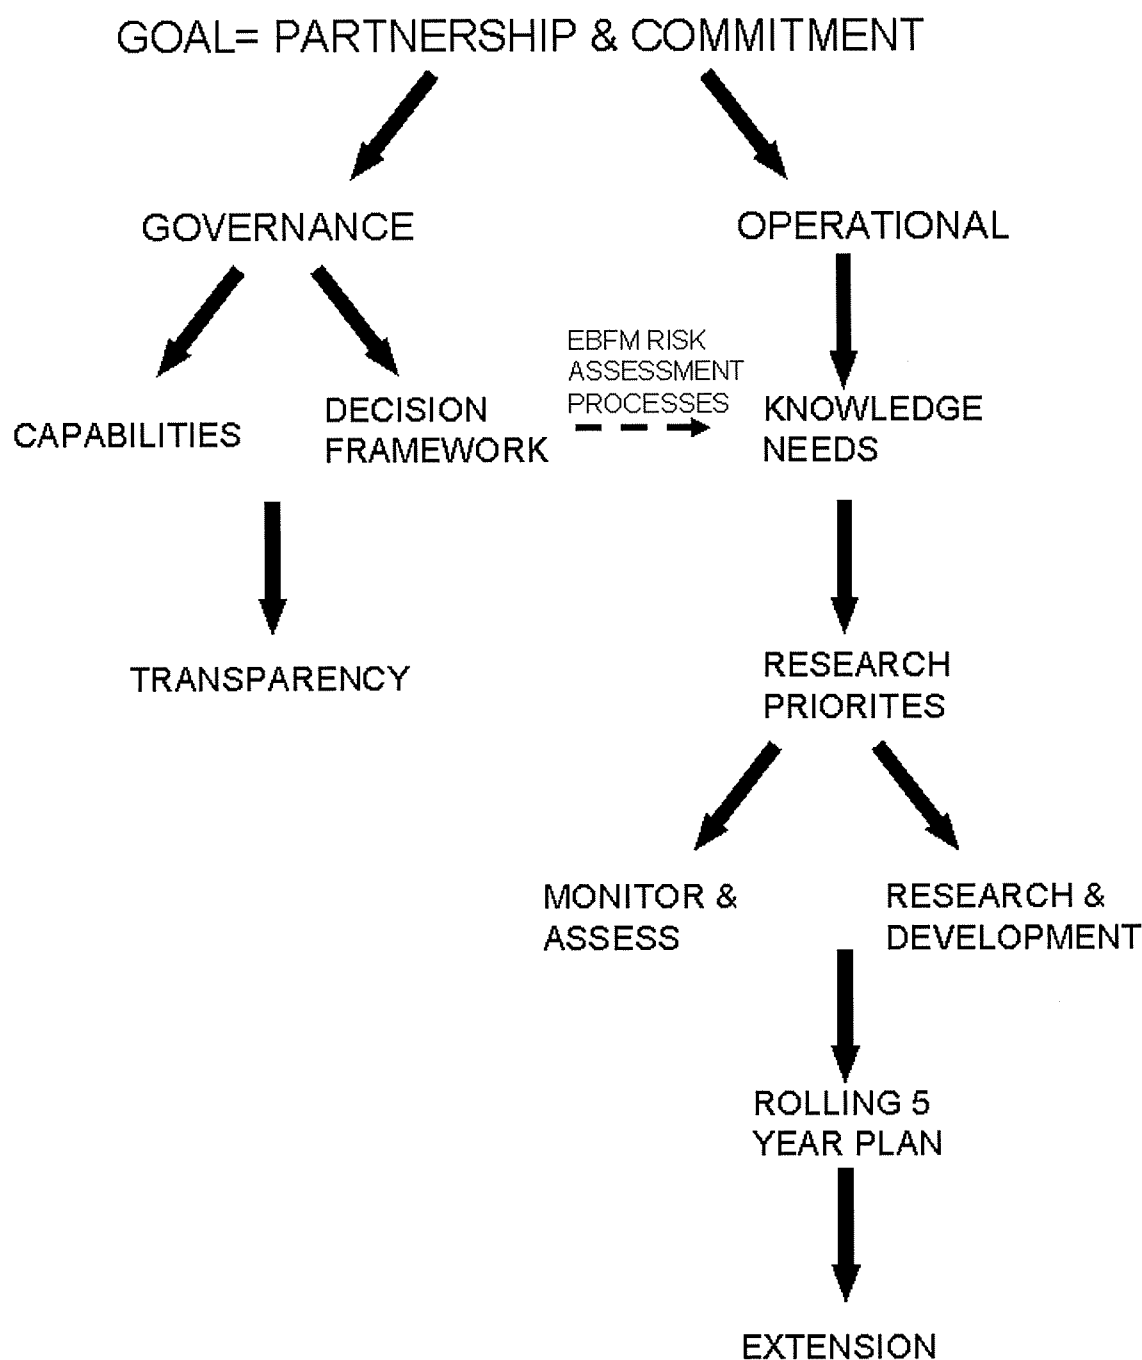 GOAL= PARTNERSHIP & COMMITMENT
GOVERNANCE
OPERATIONAL
EBFM RISK
ASSESSMENT
PROCESSES
CAPABILITIES
DECISION
FRAMEWORK
KNOWLEDGE
NEEDS
TRANSPARENCY
RESEARCH
PRIORITES
MONITOR &
ASSESS
RESEARCH &
DEVELOPMENT
ROLLING 5
YEAR PLAN
EXTENSION